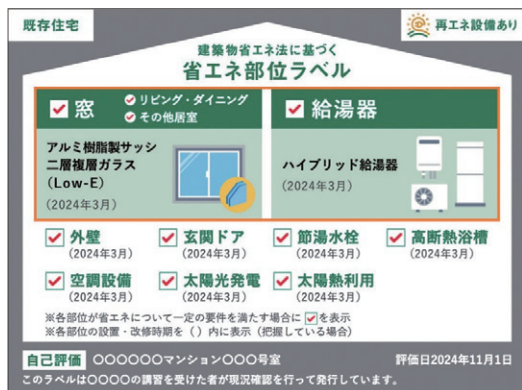 既存住宅
再エネ設備あり
建築物省エネ法に基づく
省エネ部位ラベル
窓
リビング・ダイニング
その他居室
アルミ樹脂製サッシ
二層複層ガラス
（Low-E）
（2024年3月）
給湯器
ハイブリッド給湯器
（2024年3月）
外壁 玄関ドア 節湯水栓 高断熱浴槽
（2024年3月） （2024年3月） （2024年3月） （2024年3月）
空調設備 太陽光発電 太陽熱利用
（2024年3月） （2024年3月） （2024年3月）
※各部位が省エネについて一定の要件を満たす場合に✓を表示
※各部位の設置・改修時期を（ ）内に表示（把握している場合）
自己評価 〇〇〇〇〇〇マンション〇〇〇号室 評価日2024年11月1日
このラベルは〇〇〇〇の講習を受けた者が現況確認を行って発行しています。